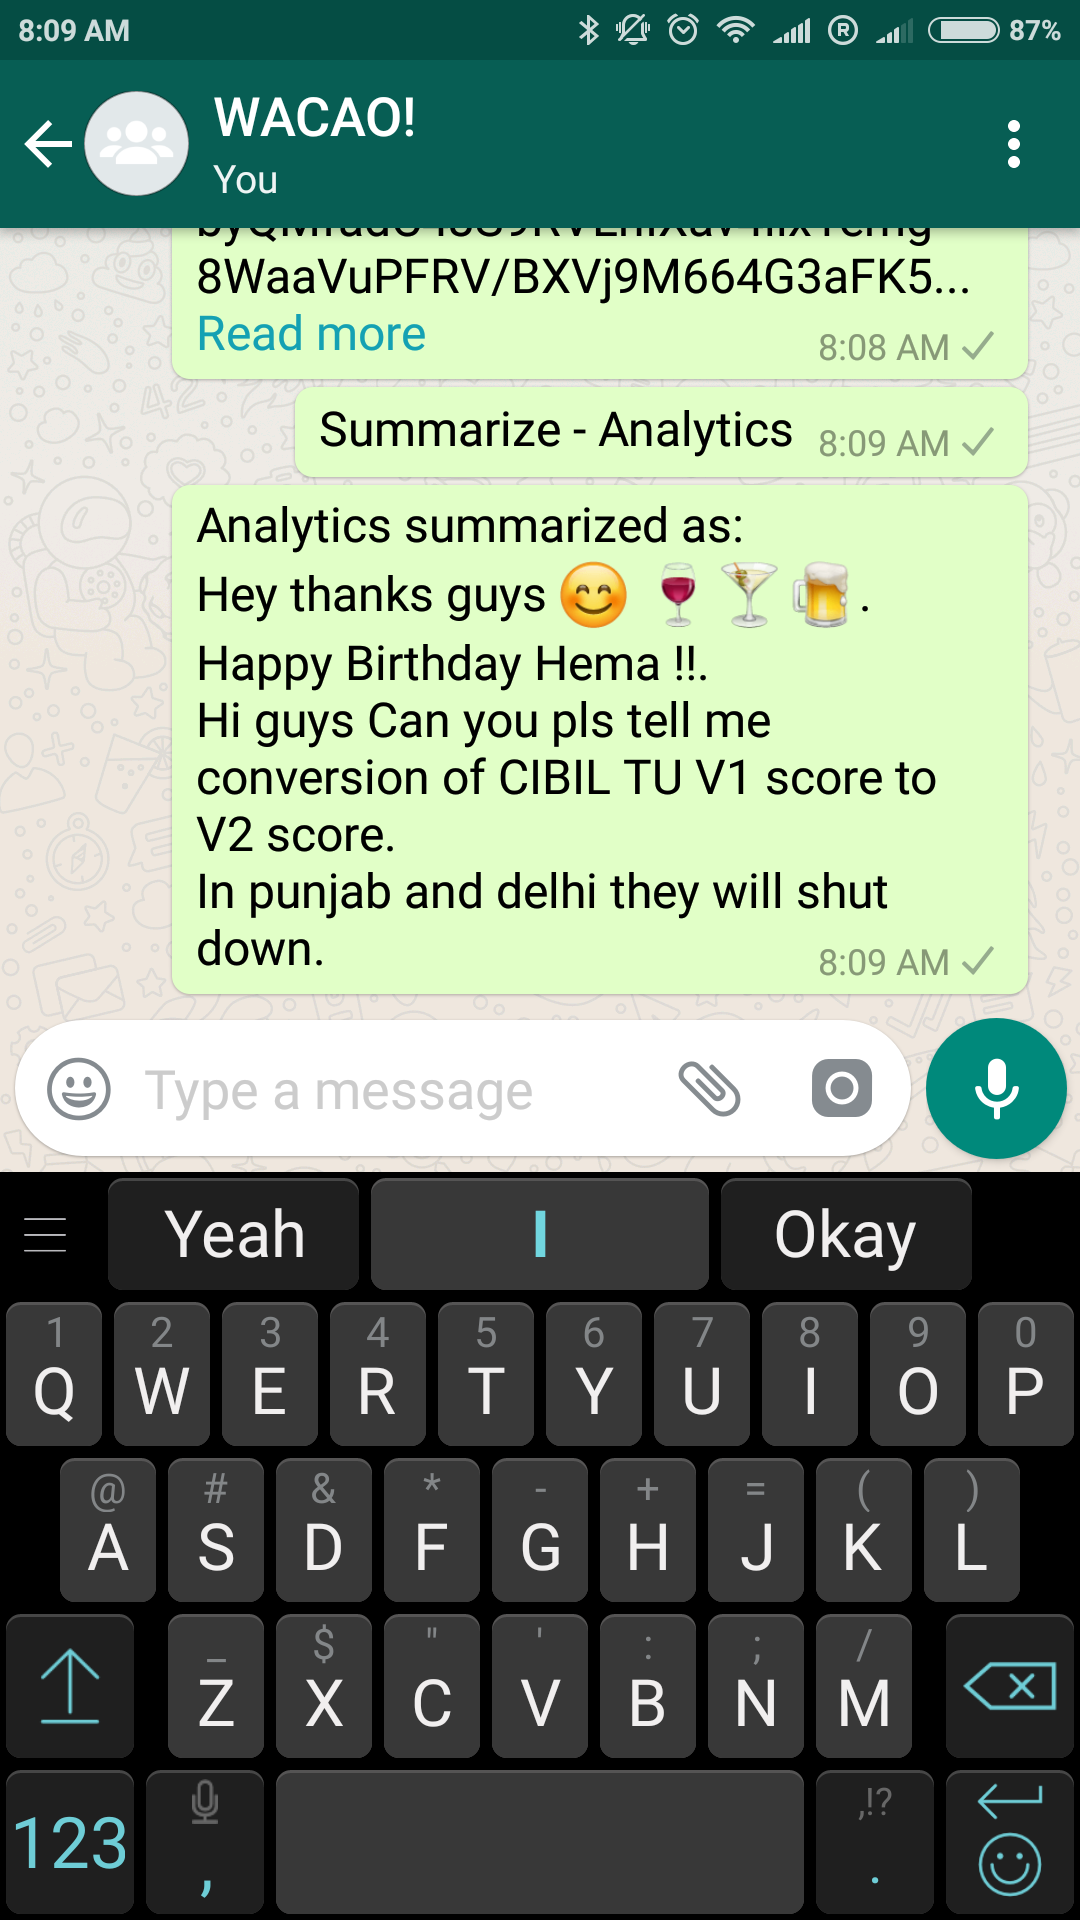 8:09 AM
R
87%
WACAO!
You
8WaaVuPFRV/BXVj9M664G3aFK5...
Read more
8:08 AM
Summarize - Analytics
8:09 AM
Analytics summarized as:
Hey thanks guys 😊 🍷 🍸 🍺 .
Happy Birthday Hema !!.
Hi guys Can you pls tell me
conversion of CIBIL TU V1 score to
V2 score.
In punjab and delhi they will shut
down.
8:09 AM
Type a message
Yeah
I
Okay
1 2 3 4 5 6 7 8 9 0
Q W E R T Y U I O P
@ # & * - + = ( )
A S D F G H J K L
_ $ " ' : ; /
Z X C V B N M
,!?
123 , .